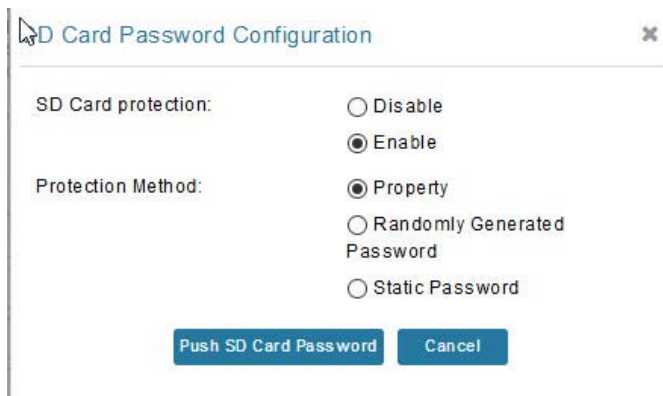 SD Card Password Configuration
SD Card protection:
Disable
Enable
Protection Method:
Property
Randomly Generated
Password
Static Password
Push SD Card Password
Cancel